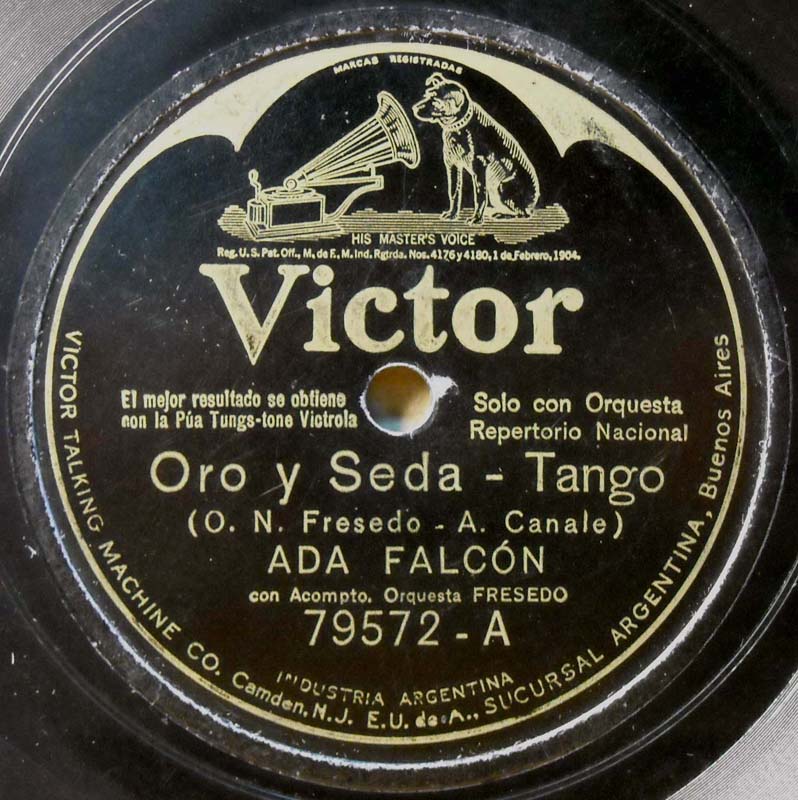 MARCAS REGISTRADAS
HIS MASTER'S VOICE
Reg. U.S. Pat. Off., M. de F., M. Ind. Rgtrda. Nos. 4176 y 4180, 1 de Febrero, 1904.
Victor
El mejor resultado se obtiene
con la Púa Tungs-tone Victrola
Solo con Orquesta
Repertorio Nacional
Oro y Seda - Tango
(O. N. Fresedo - A. Canale)
ADA FALCÓN
con Acompto. Orquesta FRESEDO
79572 - A
INDUSTRIA ARGENTINA
VICTOR TALKING MACHINE CO. Camden, N.J. E.U. de A., SUCURSAL ARGENTINA, Buenos Aires